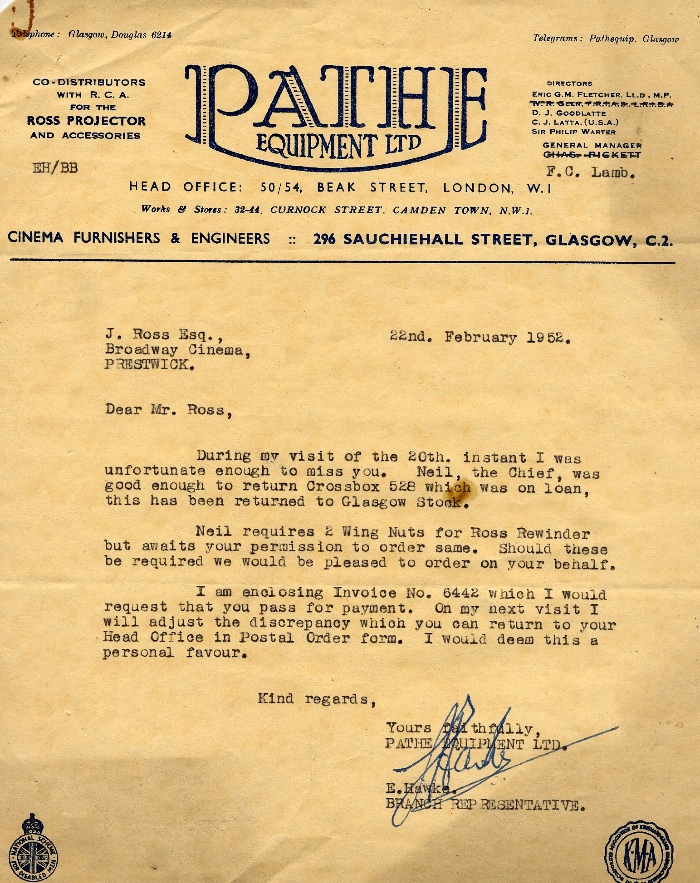 Telephone: Glasgow, Douglas 6214
Telegrams: Pathequip, Glasgow
CO-DISTRIBUTORS
WITH R.C.A.
FOR THE
ROSS PROJECTOR
AND ACCESSORIES
PATHE
EQUIPMENT LTD
DIRECTORS
ERIC G.M. FLETCHER, LL.D., M.P.
D. J. GOODLATTE
C. J. LATTA. (U.S.A.)
SIR PHILIP WARTER
GENERAL MANAGER
CHAS. PICKETT
F.C. Lamb.
EH/BB
HEAD OFFICE: 50/54, BEAK STREET, LONDON, W.1
Works & Stores: 32-44, CURNOCK STREET, CAMDEN TOWN, N.W.1.
CINEMA FURNISHERS & ENGINEERS :: 296 SAUCHIEHALL STREET, GLASGOW, C.2.
J. Ross Esq., 22nd. February 1952.
Broadway Cinema,
PRESTWICK.
Dear Mr. Ross,
During my visit of the 20th. instant I was
unfortunate enough to miss you. Neil, the Chief, was
good enough to return Crossbox 528 which was on loan,
this has been returned to Glasgow Stock.
Neil requires 2 Wing Nuts for Ross Rewinder
but awaits your permission to order same. Should these
be required we would be pleased to order on your behalf.
I am enclosing Invoice No. 6442 which I would
request that you pass for payment. On my next visit I
will adjust the discrepancy which you can return to your
Head Office in Postal Order form. I would deem this a
personal favour.
Kind regards,
Yours faithfully,
PATHE EQUIPMENT LTD.
E.Hawke.
BRANCH REPRESENTATIVE.
NATIONAL SCHEME
FOR DISABLED MEN
KMA